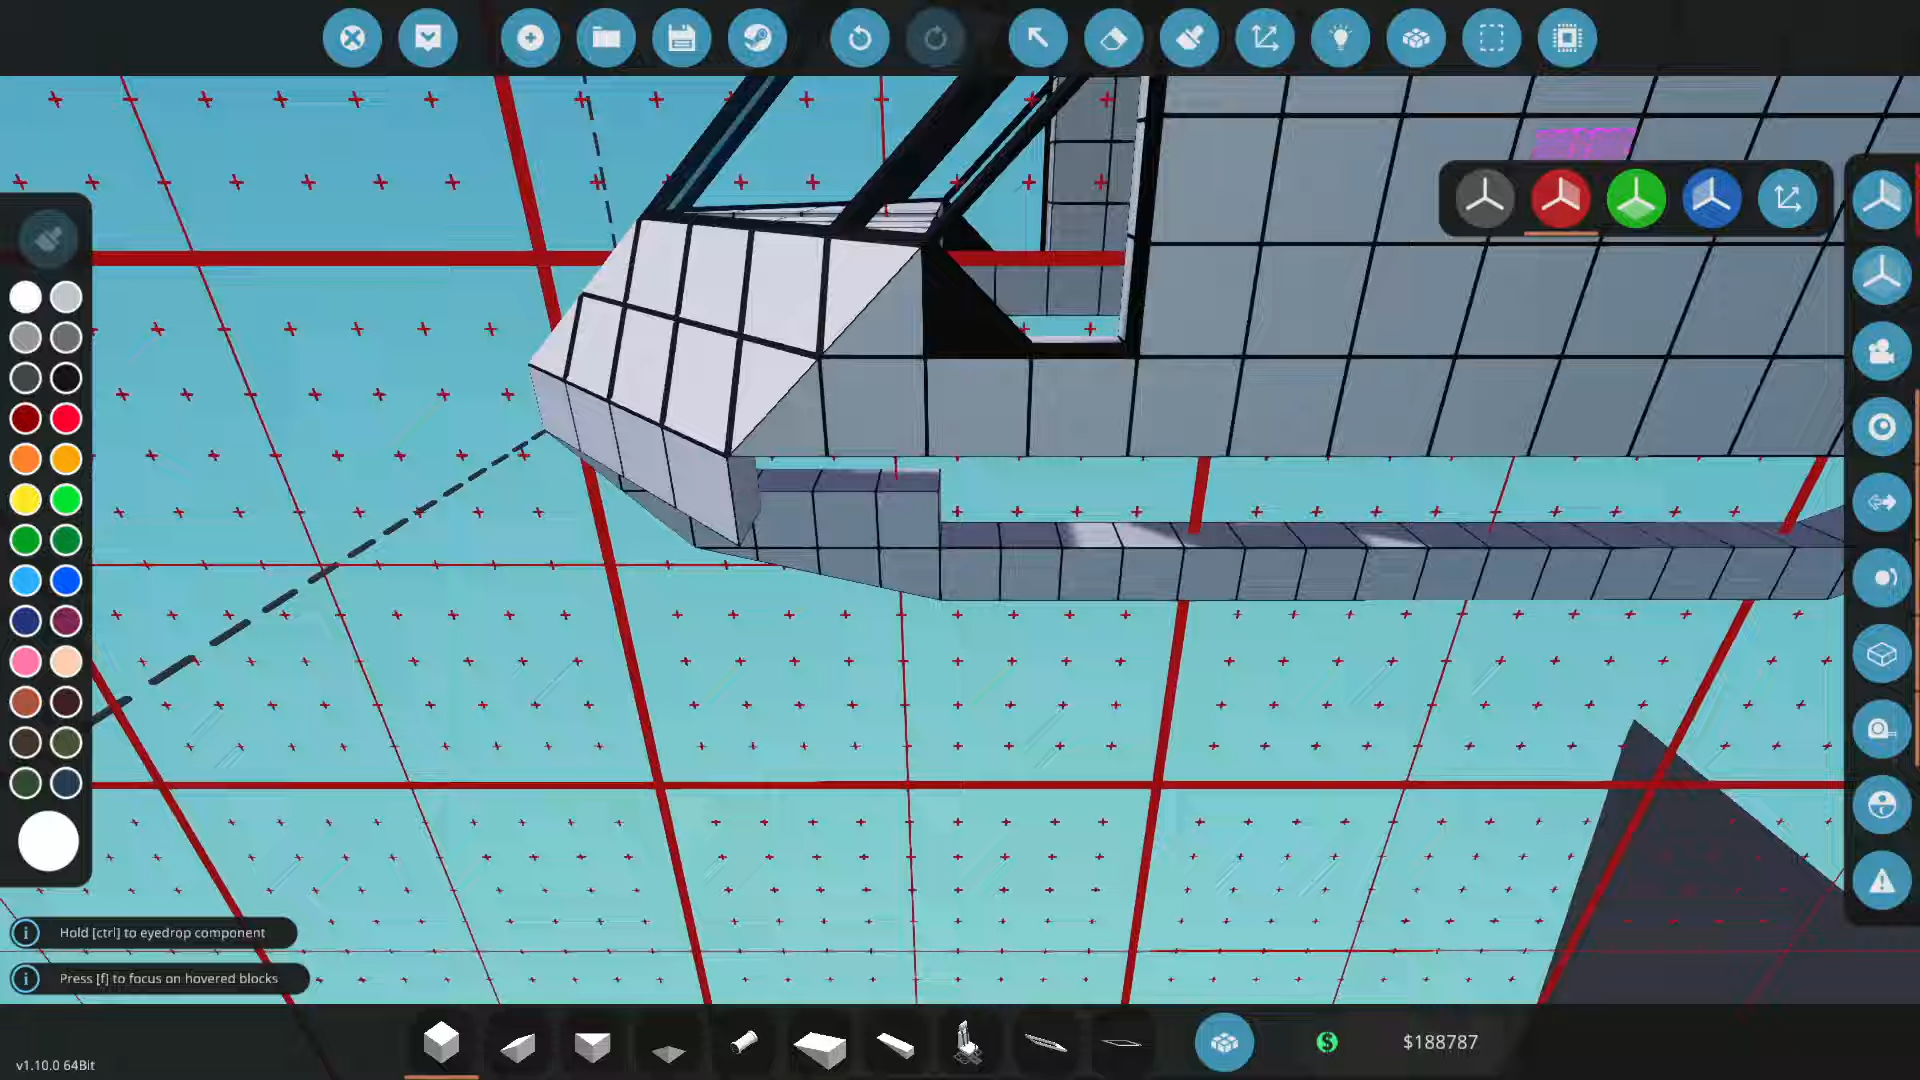 Hold [ctrl] to eyedrop component
Press [f] to focus on hovered blocks
$188787
v1.10.0 64Bit